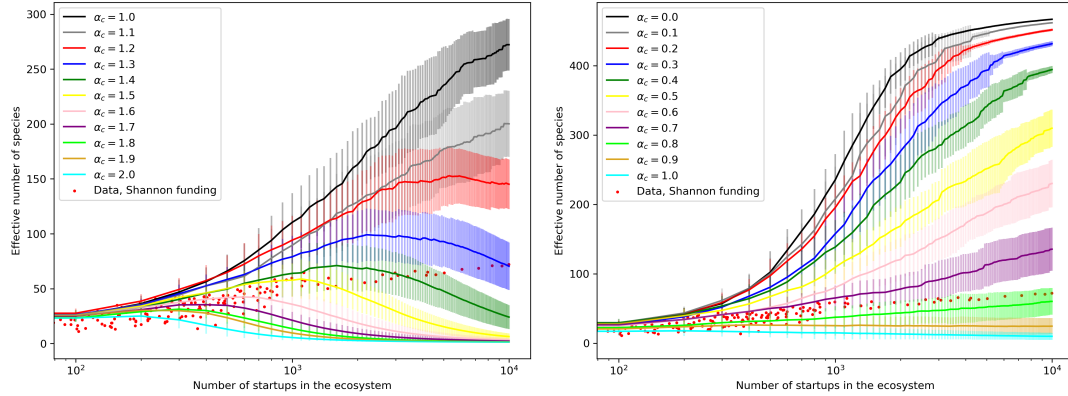 300
250
200
150
100
50
0
Effective number of species
α_c = 1.0
α_c = 1.1
α_c = 1.2
α_c = 1.3
α_c = 1.4
α_c = 1.5
α_c = 1.6
α_c = 1.7
α_c = 1.8
α_c = 1.9
α_c = 2.0
Data, Shannon funding
10²
10³
10⁴
Number of startups in the ecosystem
400
300
200
100
0
Effective number of species
α_c = 0.0
α_c = 0.1
α_c = 0.2
α_c = 0.3
α_c = 0.4
α_c = 0.5
α_c = 0.6
α_c = 0.7
α_c = 0.8
α_c = 0.9
α_c = 1.0
Data, Shannon funding
10²
10³
10⁴
Number of startups in the ecosystem